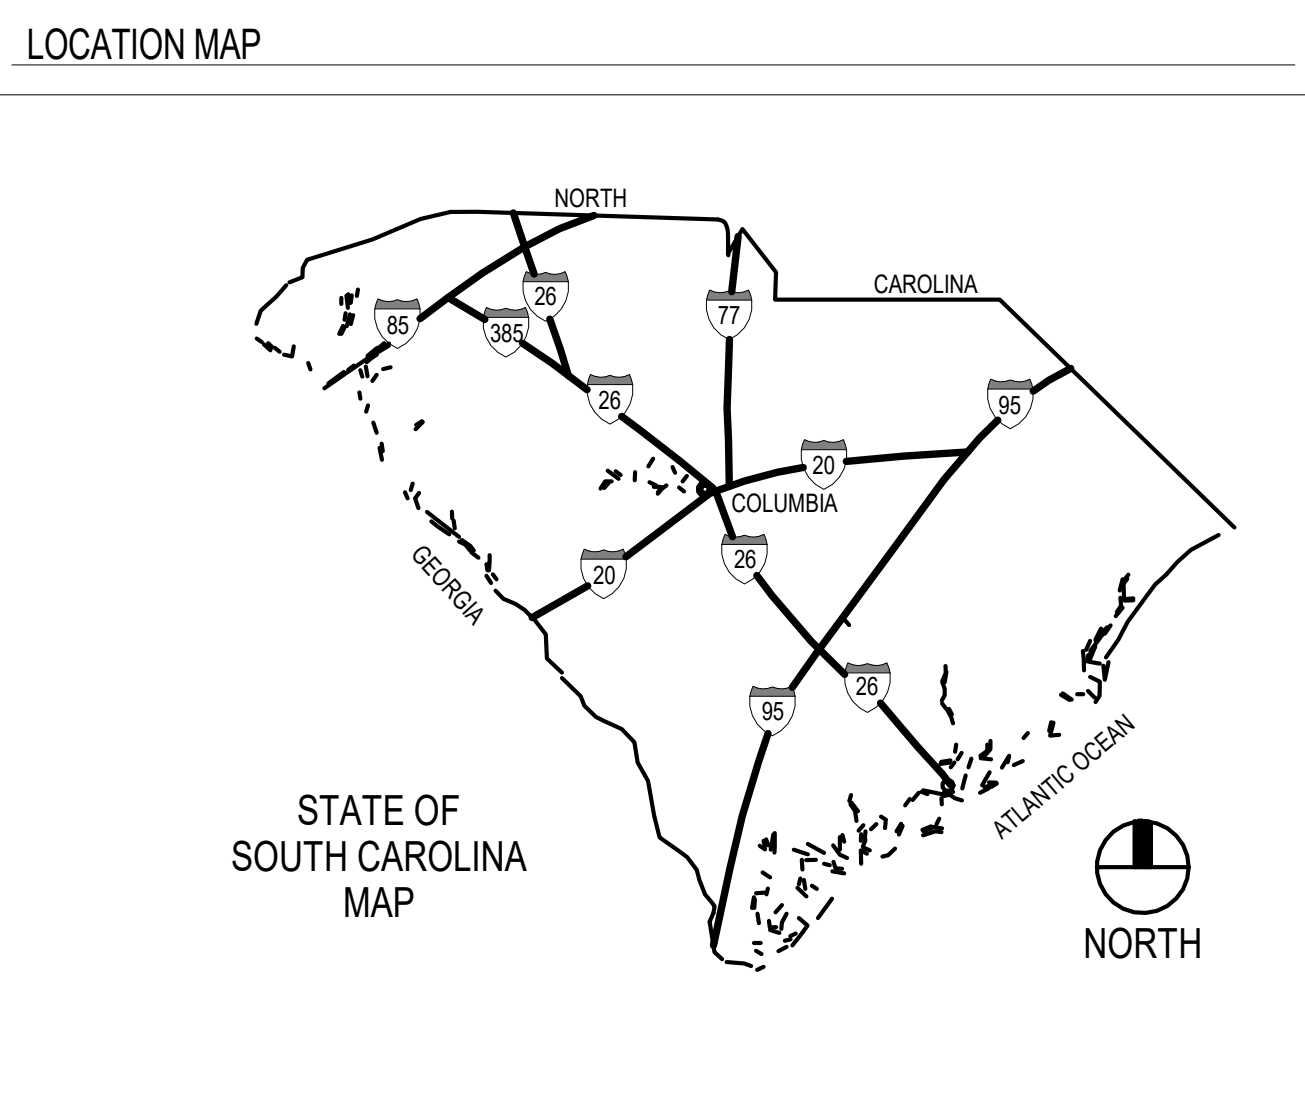 LOCATION MAP
NORTH
CAROLINA
26
85
385
77
26
95
20
COLUMBIA
GEORGIA
26
20
26
95
ATLANTIC OCEAN
STATE OF
SOUTH CAROLINA
MAP
NORTH